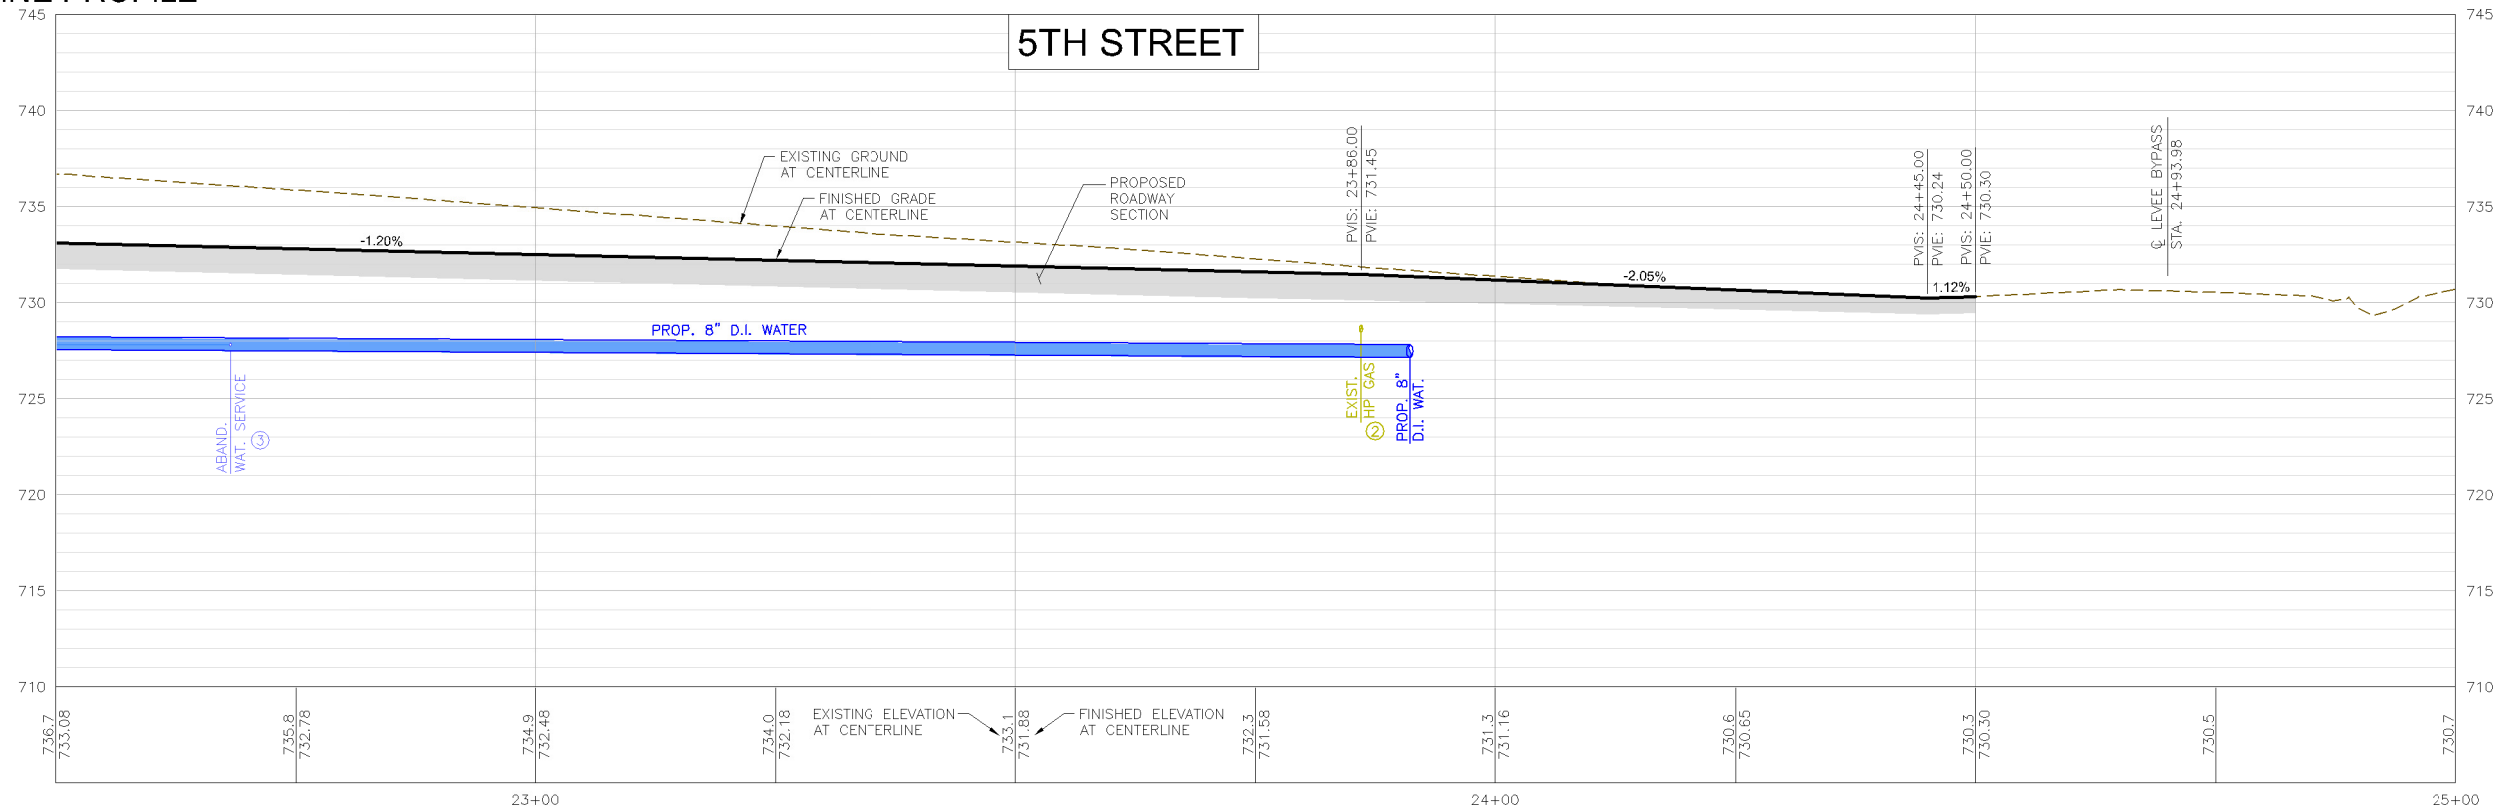 5TH STREET
745
745
740
740
735
735
730
730
725
725
720
720
715
715
710
710
EXISTING GROUND
AT CENTERLINE
FINISHED GRADE
AT CENTERLINE
PROPOSED
ROADWAY
SECTION
PVIS: 23+86.00
PVIE: 731.45
PVIS: 24+45.00
PVIE: 730.24
PVIS: 24+50.00
PVIE: 730.30
℄ LEVEE BYPASS
STA. 24+93.98
-1.20%
-2.05%
1.12%
PROP. 8" D.I. WATER
ABAND.
WAT. SERVICE
3
EXIST.
HP GAS
2
PROP. 8"
D.I. WAT.
736.7
733.08
735.8
732.78
734.9
732.48
734.0
732.18
EXISTING ELEVATION
AT CENTERLINE
733.1
731.88
FINISHED ELEVATION
AT CENTERLINE
732.3
731.58
731.3
731.16
730.6
730.65
730.3
730.30
730.5
730.7
23+00
24+00
25+00